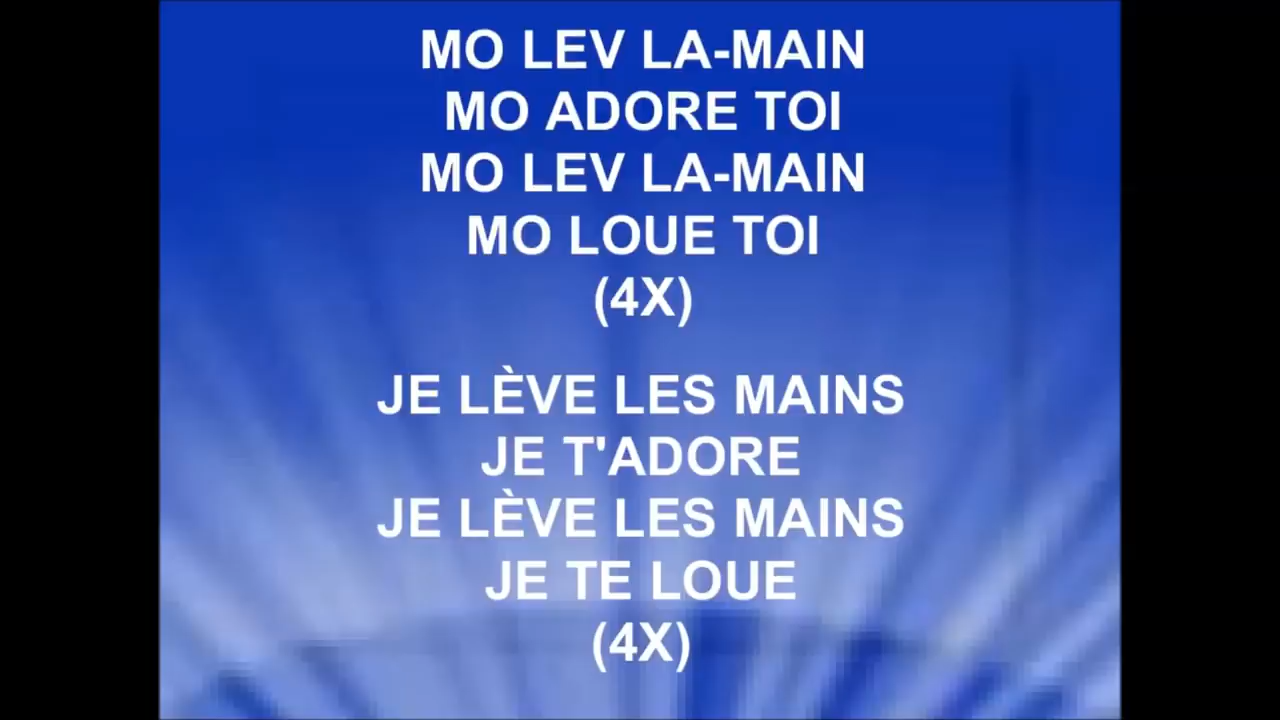 MO LEV LA-MAIN
MO ADORE TOI
MO LEV LA-MAIN
MO LOUE TOI
(4X)
JE LÈVE LES MAINS
JE T'ADORE
JE LÈVE LES MAINS
JE TE LOUE
(4X)